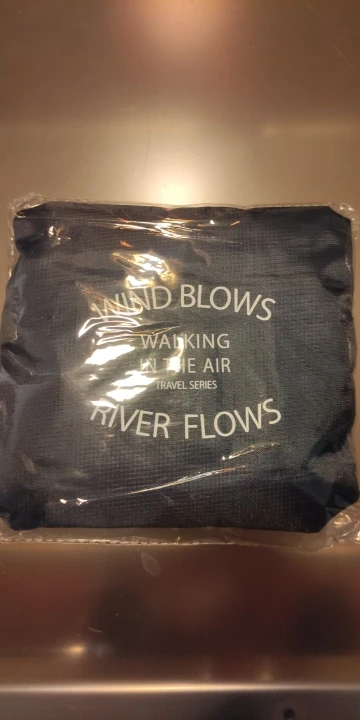 WIND BLOWS
WALKING
IN THE AIR
TRAVEL SERIES
RIVER FLOWS